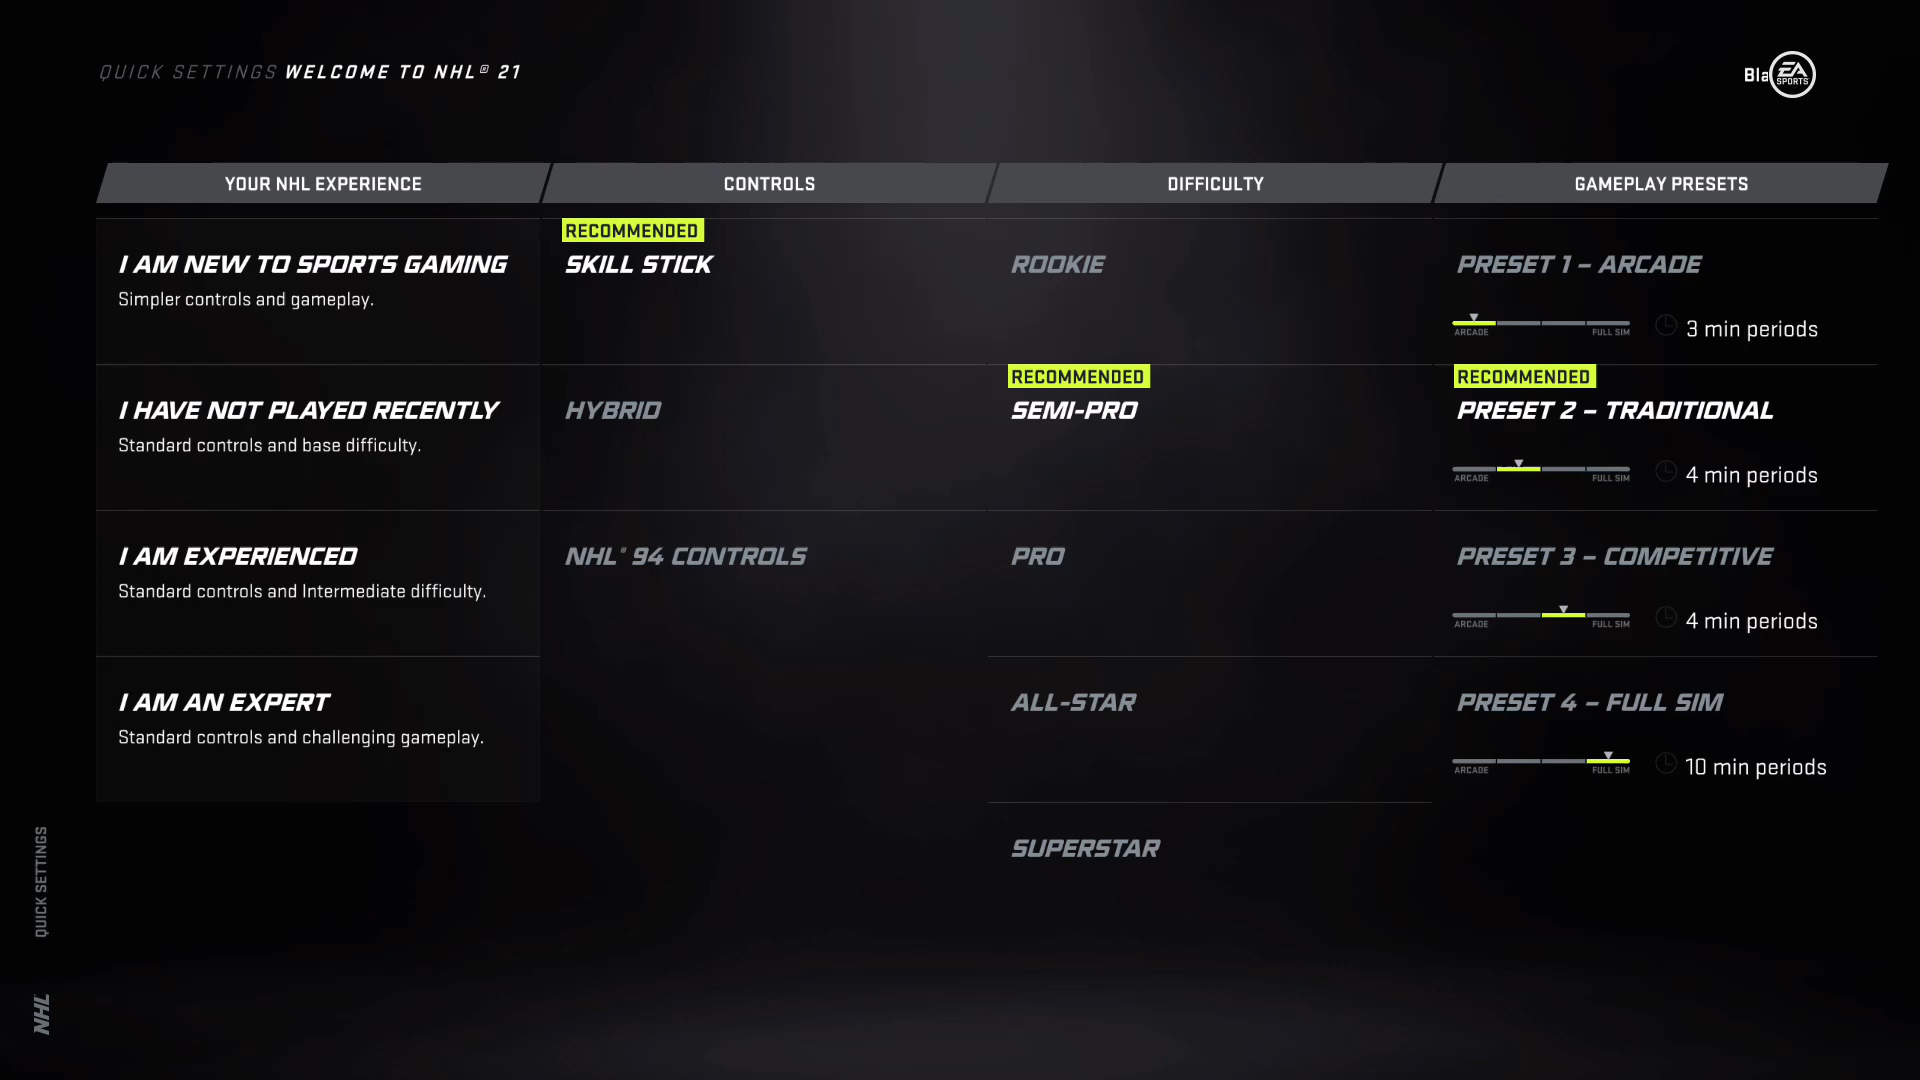 QUICK SETTINGS WELCOME TO NHL® 21
Bla
EA
SPORTS
YOUR NHL EXPERIENCE
CONTROLS
DIFFICULTY
GAMEPLAY PRESETS
I AM NEW TO SPORTS GAMING
Simpler controls and gameplay.
I HAVE NOT PLAYED RECENTLY
Standard controls and base difficulty.
I AM EXPERIENCED
Standard controls and Intermediate difficulty.
I AM AN EXPERT
Standard controls and challenging gameplay.
RECOMMENDED
SKILL STICK
HYBRID
NHL® 94 CONTROLS
ROOKIE
RECOMMENDED
SEMI-PRO
PRO
ALL-STAR
SUPERSTAR
PRESET 1 – ARCADE
ARCADE FULL SIM
3 min periods
RECOMMENDED
PRESET 2 – TRADITIONAL
ARCADE FULL SIM
4 min periods
PRESET 3 – COMPETITIVE
ARCADE FULL SIM
4 min periods
PRESET 4 – FULL SIM
ARCADE FULL SIM
10 min periods
QUICK SETTINGS
NHL